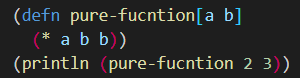 (defn pure-fucntion[a b]
(* a b b))
(println (pure-fucntion 2 3))